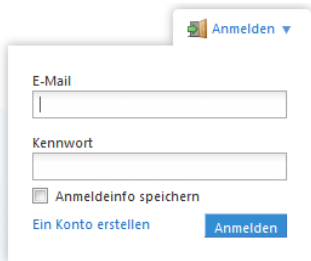 Anmelden ▼
E-Mail
Kennwort
Anmeldeinfo speichern
Ein Konto erstellen
Anmelden